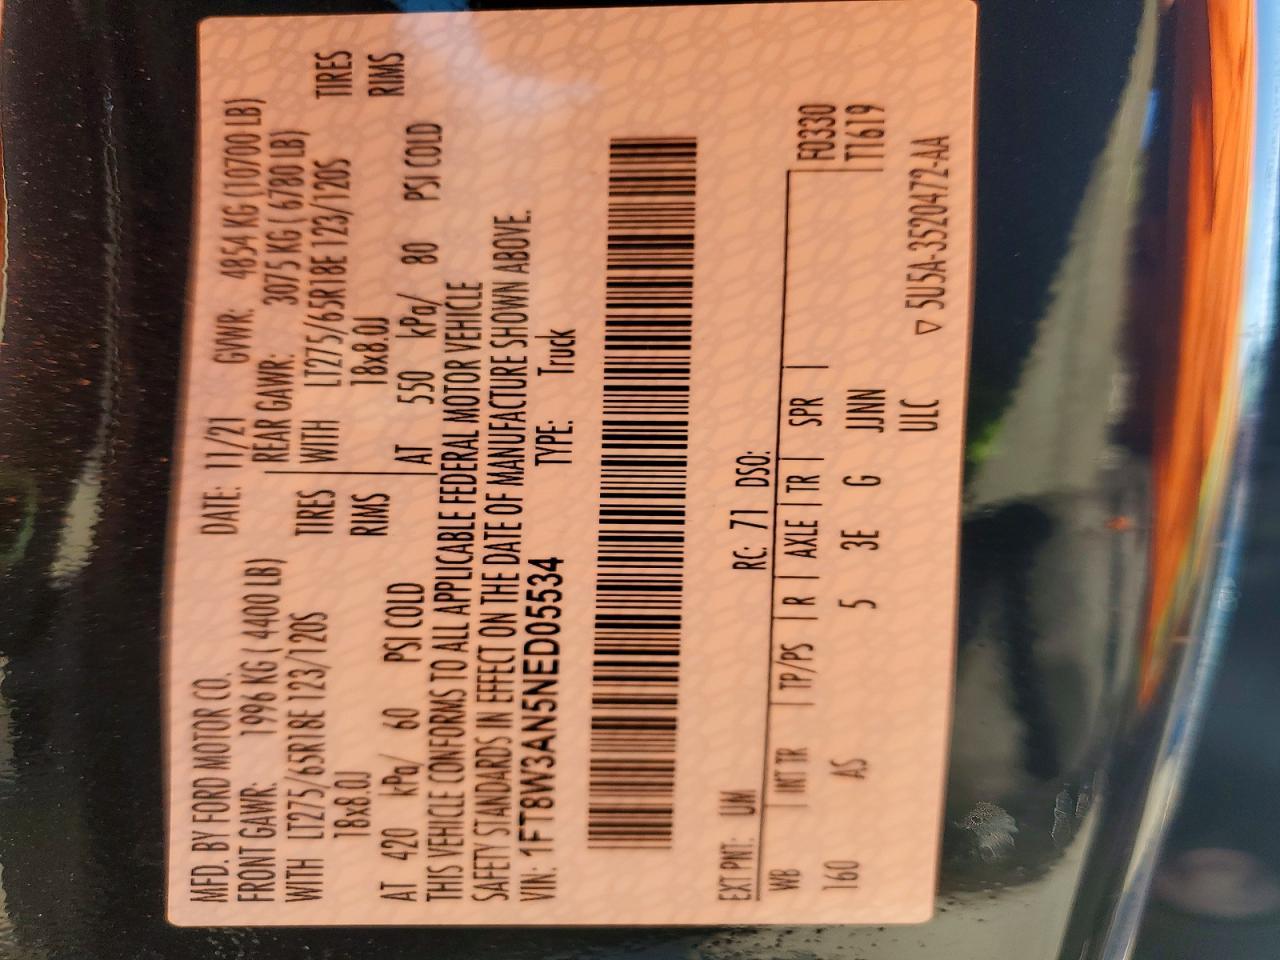 MFD. BY FORD MOTOR CO. DATE: 11/21 GVWR: 4854 KG (10700 LB)
FRONT GAWR: 1996 KG ( 4400 LB) REAR GAWR: 3075 KG ( 6780 LB)
WITH LT275/65R18E 123/120S TIRES WITH LT275/65R18E 123/120S TIRES
18x8.0J RIMS 18x8.0J RIMS
AT 420 kPa/ 60 PSI COLD AT 550 kPa/ 80 PSI COLD
THIS VEHICLE CONFORMS TO ALL APPLICABLE FEDERAL MOTOR VEHICLE
SAFETY STANDARDS IN EFFECT ON THE DATE OF MANUFACTURE SHOWN ABOVE.
VIN: 1FT8W3AN5NED05534 TYPE: Truck
EXT PNT: UM RC: 71 DSO:
WB | INT TR | TP/PS | R | AXLE | TR | SPR | F0330
160 AS 5 3E G JJNN T1619
ULC ▽ 5U5A-3520472-AA